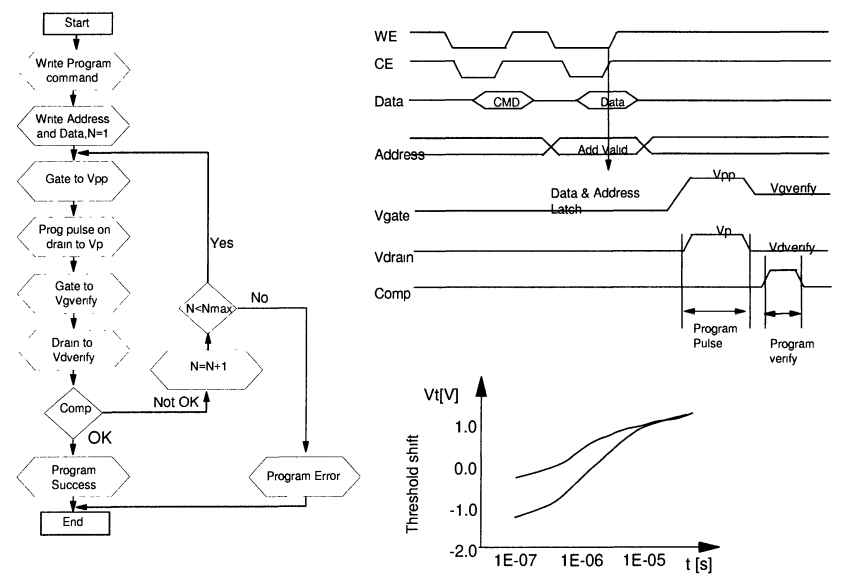 Start
Write Program
command
Write Address
and Data,N=1
Gate to Vpp
Prog pulse on
drain to Vp
Gate to
Vgverify
Drain to
Vdverify
Comp
OK
Not OK
N=N+1
N<Nmax
Yes
No
Program
Success
Program Error
End
WE
CE
Data
CMD
Data
Address
Add Valid
Data & Address
Latch
Vgate
Vpp
Vgverify
Vdrain
Vp
Vdverify
Comp
Program
Pulse
Program
verify
Vt[V]
Threshold shift
1.0
0.0
-1.0
-2.0
1E-07
1E-06
1E-05
t [s]